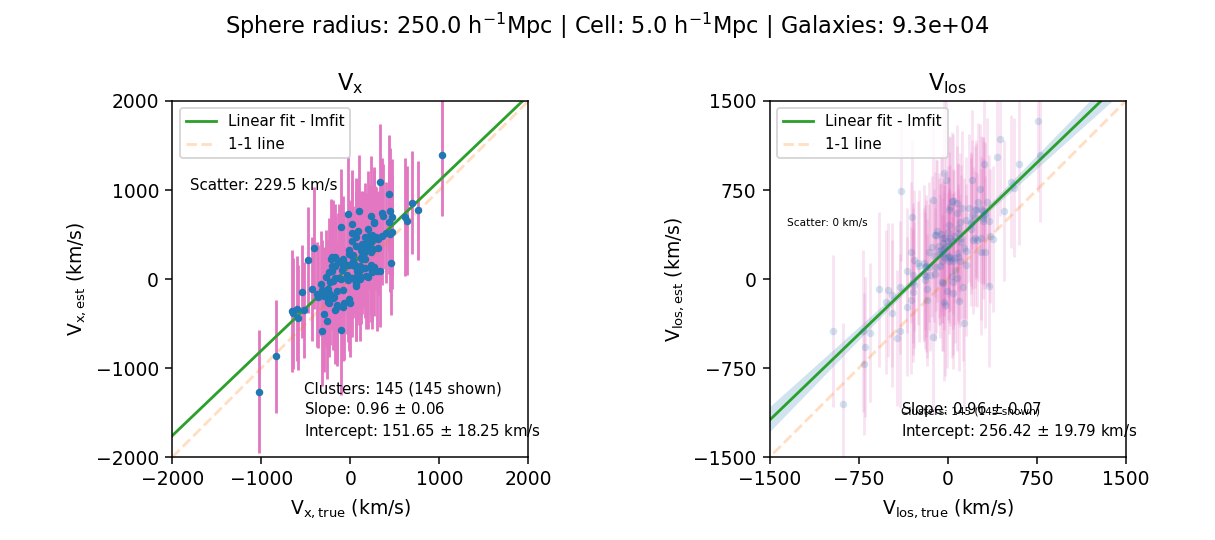 Sphere radius: 250.0 h⁻¹Mpc | Cell: 5.0 h⁻¹Mpc | Galaxies: 9.3e+04
Vx
2000
1000
0
−1000
−2000
−2000
−1000
0
1000
2000
Vx, est (km/s)
Vx, true (km/s)
Linear fit - lmfit
1-1 line
Scatter: 229.5 km/s
Clusters: 145 (145 shown)
Slope: 0.96 ± 0.06
Intercept: 151.65 ± 18.25 km/s
Vlos
1500
750
0
−750
−1500
−1500
−750
0
750
1500
Vlos, est (km/s)
Vlos, true (km/s)
Linear fit - lmfit
1-1 line
Scatter: 0 km/s
Slope: 0.96 ± 0.07
Clusters: 145 (145 shown)
Intercept: 256.42 ± 19.79 km/s